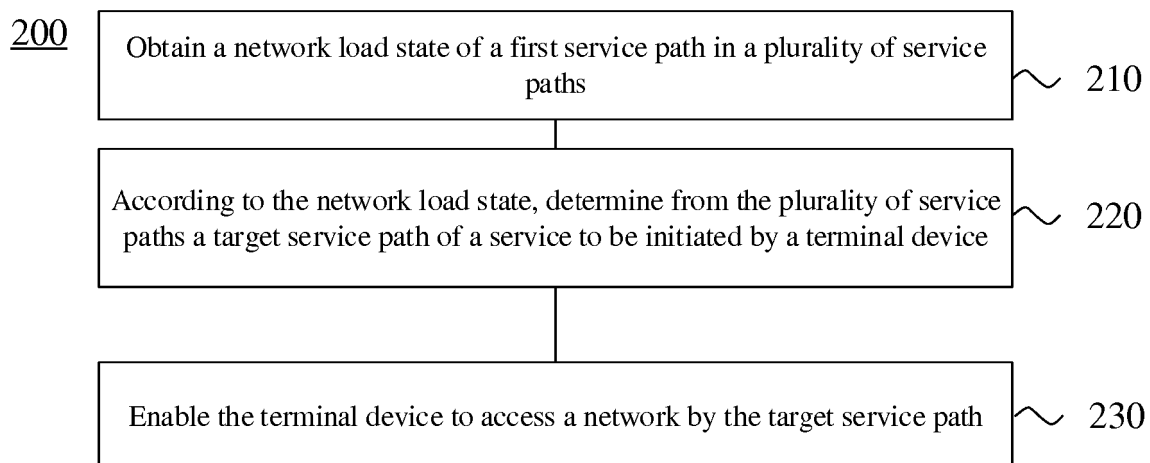 200
Obtain a network load state of a first service path in a plurality of service
paths
210
According to the network load state, determine from the plurality of service
paths a target service path of a service to be initiated by a terminal device
220
Enable the terminal device to access a network by the target service path
230